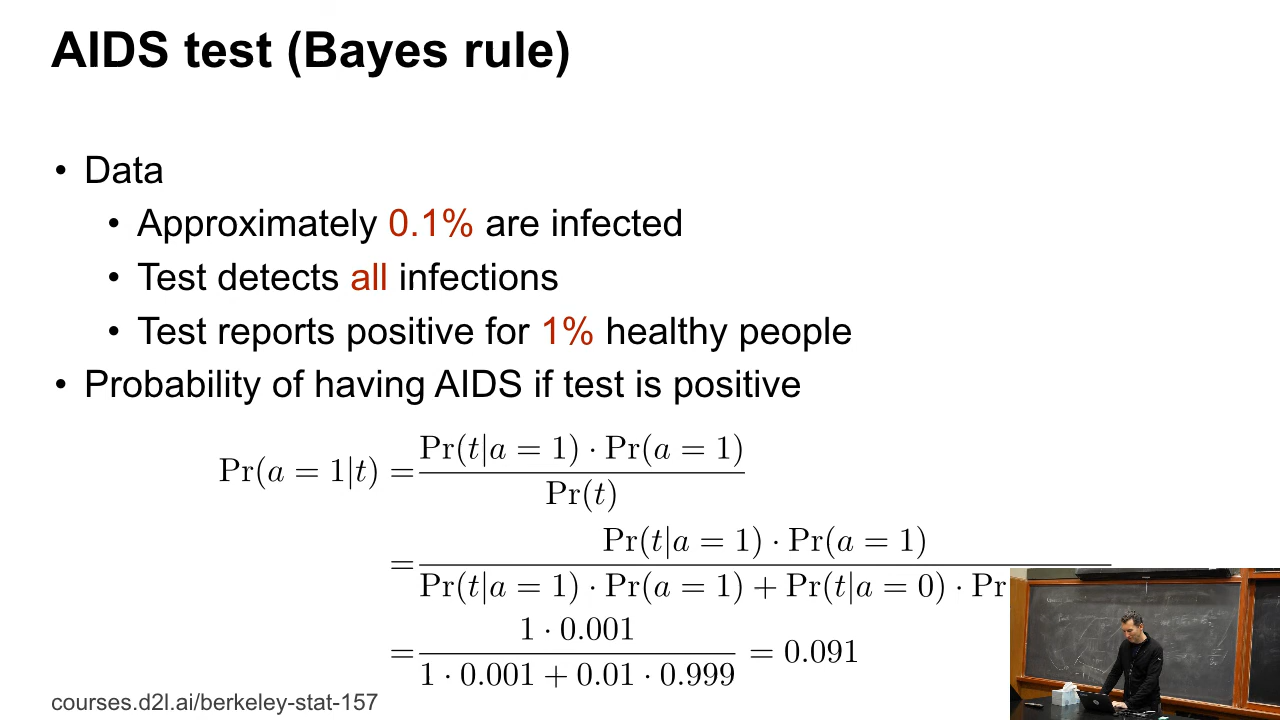 AIDS test (Bayes rule)
• Data
• Approximately 0.1% are infected
• Test detects all infections
• Test reports positive for 1% healthy people
• Probability of having AIDS if test is positive
Pr(a = 1|t) = Pr(t|a = 1) · Pr(a = 1)
Pr(t)
= Pr(t|a = 1) · Pr(a = 1)
Pr(t|a = 1) · Pr(a = 1) + Pr(t|a = 0) · Pr
= 1 · 0.001
1 · 0.001 + 0.01 · 0.999 = 0.091
courses.d2l.ai/berkeley-stat-157